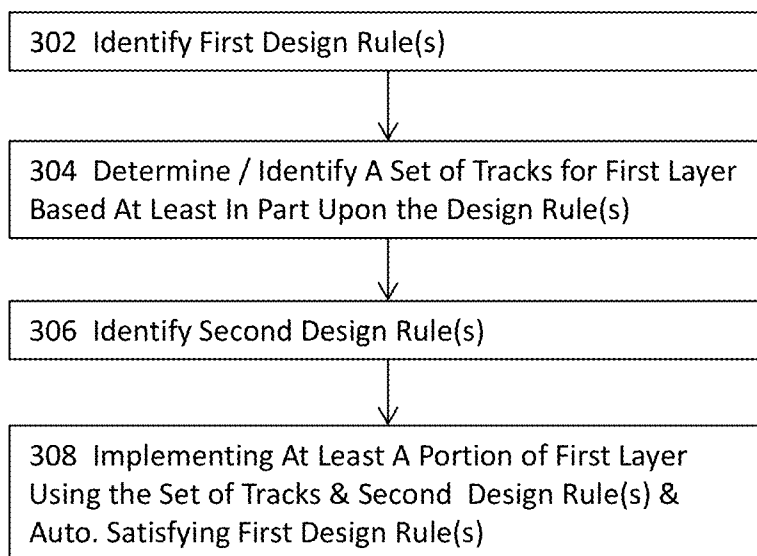 302 Identify First Design Rule(s)
304 Determine / Identify A Set of Tracks for First Layer
Based At Least In Part Upon the Design Rule(s)
306 Identify Second Design Rule(s)
308 Implementing At Least A Portion of First Layer
Using the Set of Tracks & Second Design Rule(s) &
Auto. Satisfying First Design Rule(s)